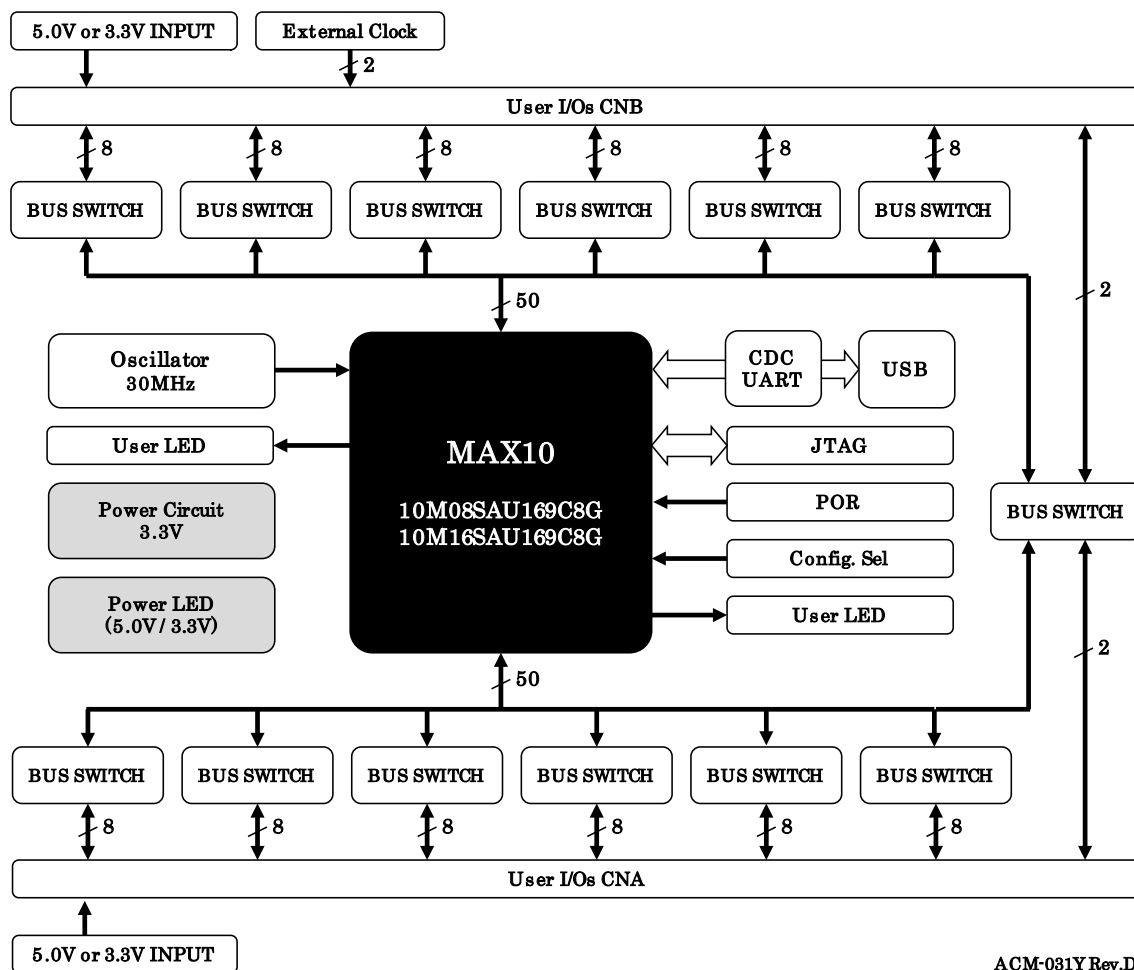 5.0V or 3.3V INPUT
External Clock
2
User I/Os CNB
8
8
8
8
8
8
BUS SWITCH
BUS SWITCH
BUS SWITCH
BUS SWITCH
BUS SWITCH
BUS SWITCH
2
50
Oscillator
30MHz
CDC
UART
USB
User LED
MAX10
JTAG
Power Circuit
3.3V
10M08SAU169C8G
10M16SAU169C8G
POR
BUS SWITCH
Config. Sel
Power LED
(5.0V / 3.3V)
User LED
2
50
BUS SWITCH
BUS SWITCH
BUS SWITCH
BUS SWITCH
BUS SWITCH
BUS SWITCH
8
8
8
8
8
8
User I/Os CNA
5.0V or 3.3V INPUT
ACM-031Y Rev.D